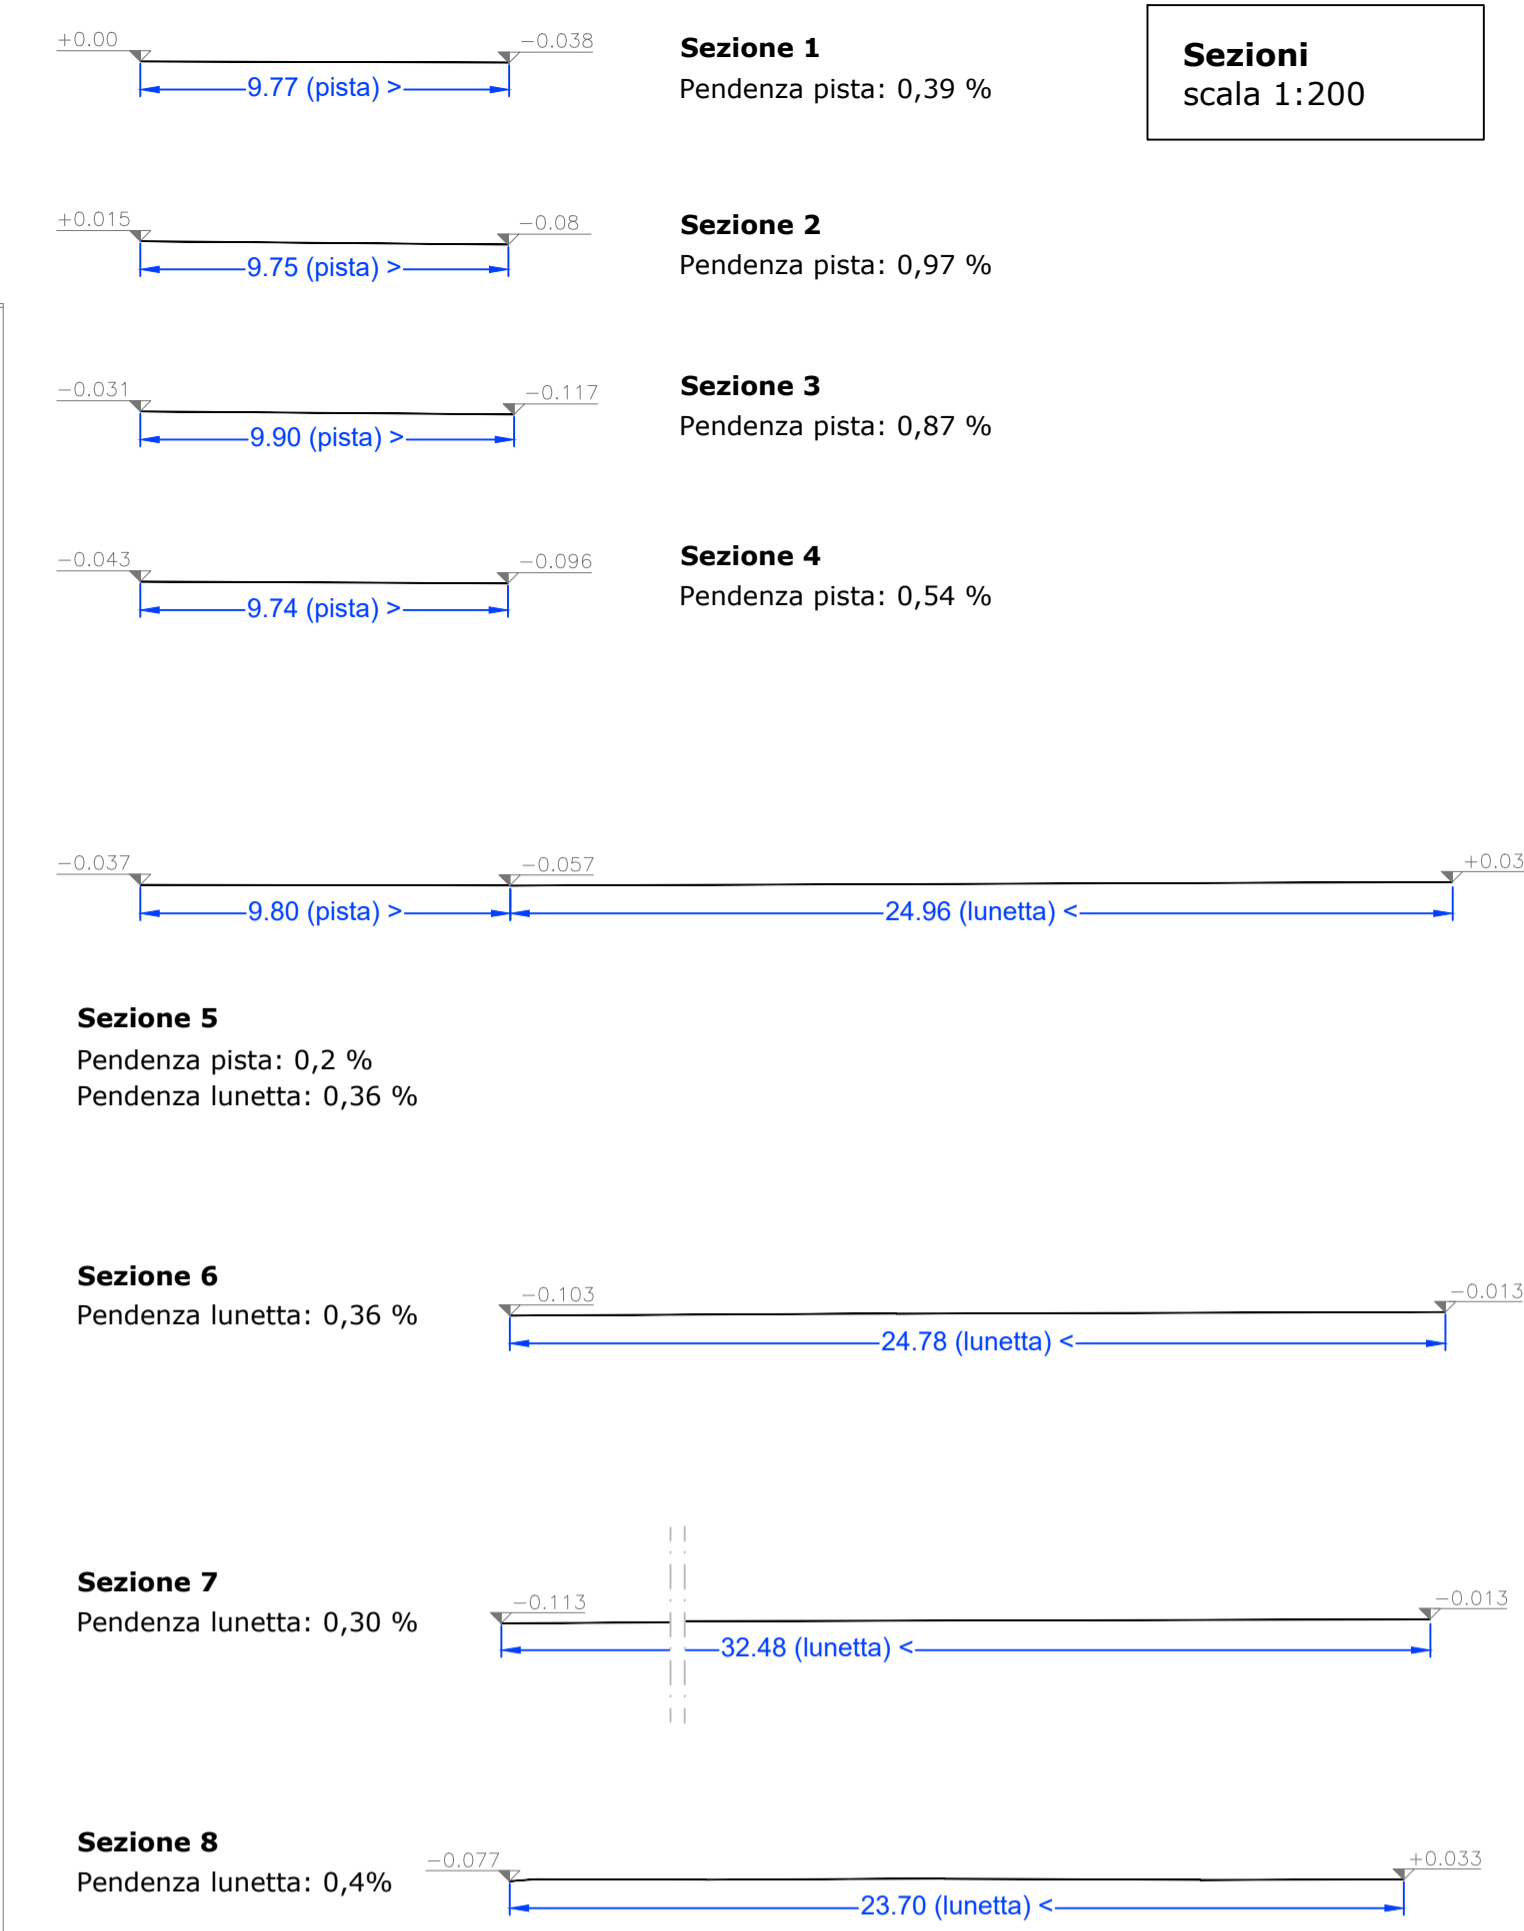 +0.00
-0.038
9.77 (pista) >
Sezione 1
Pendenza pista: 0,39 %
Sezioni
scala 1:200
+0.015
-0.08
9.75 (pista) >
Sezione 2
Pendenza pista: 0,97 %
-0.031
-0.117
9.90 (pista) >
Sezione 3
Pendenza pista: 0,87 %
-0.043
-0.096
9.74 (pista) >
Sezione 4
Pendenza pista: 0,54 %
-0.037
-0.057
+0.03
9.80 (pista) >
24.96 (lunetta) <
Sezione 5
Pendenza pista: 0,2 %
Pendenza lunetta: 0,36 %
Sezione 6
Pendenza lunetta: 0,36 %
-0.103
-0.013
24.78 (lunetta) <
Sezione 7
Pendenza lunetta: 0,30 %
-0.113
-0.013
32.48 (lunetta) <
Sezione 8
Pendenza lunetta: 0,4%
-0.077
+0.033
23.70 (lunetta) <